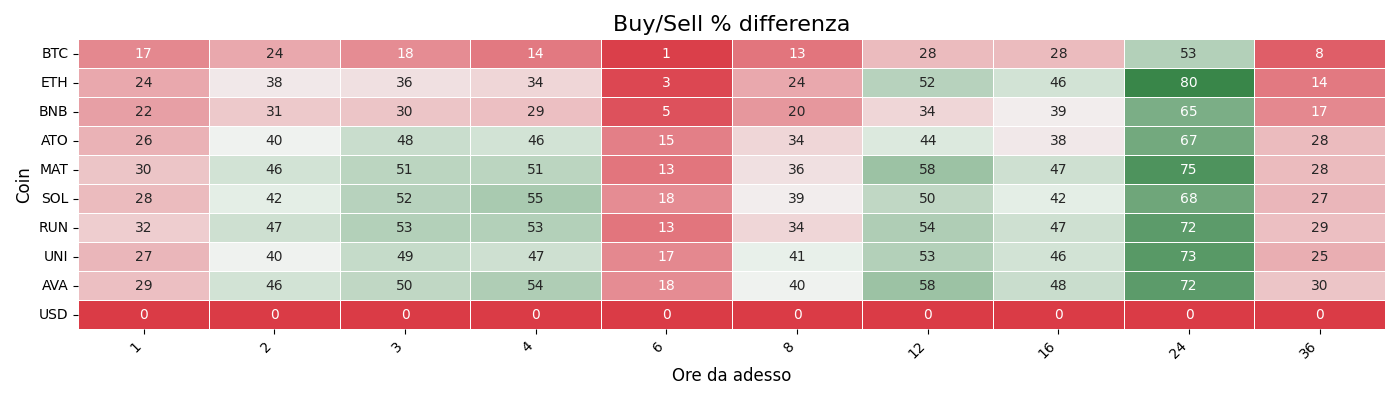 Buy/Sell % differenza
Coin
BTC 17 24 18 14 1 13 28 28 53 8
ETH 24 38 36 34 3 24 52 46 80 14
BNB 22 31 30 29 5 20 34 39 65 17
ATO 26 40 48 46 15 34 44 38 67 28
MAT 30 46 51 51 13 36 58 47 75 28
SOL 28 42 52 55 18 39 50 42 68 27
RUN 32 47 53 53 13 34 54 47 72 29
UNI 27 40 49 47 17 41 53 46 73 25
AVA 29 46 50 54 18 40 58 48 72 30
USD 0 0 0 0 0 0 0 0 0 0
1 2 3 4 6 8 12 16 24 36
Ore da adesso